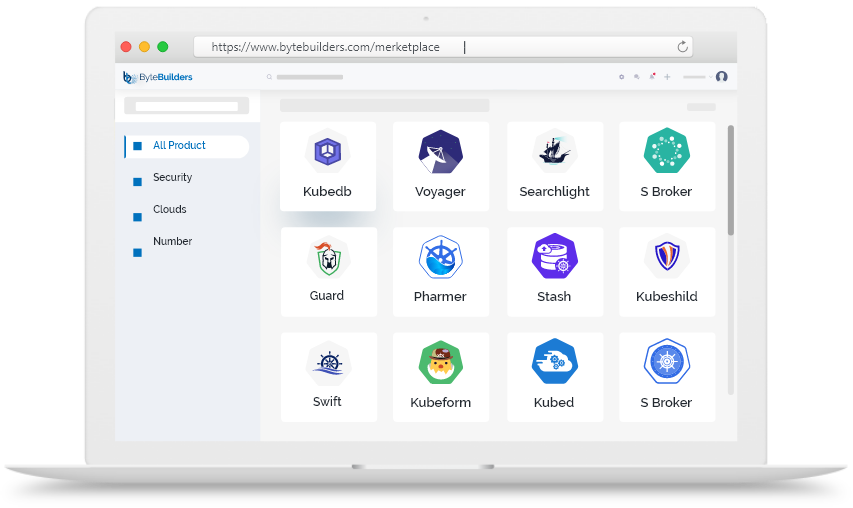 https://www.bytebuilders.com/merketplace
ByteBuilders
All Product
Security
Clouds
Number
Kubedb
Voyager
Searchlight
S Broker
Guard
Pharmer
Stash
Kubeshild
Swift
Kubeform
Kubed
S Broker